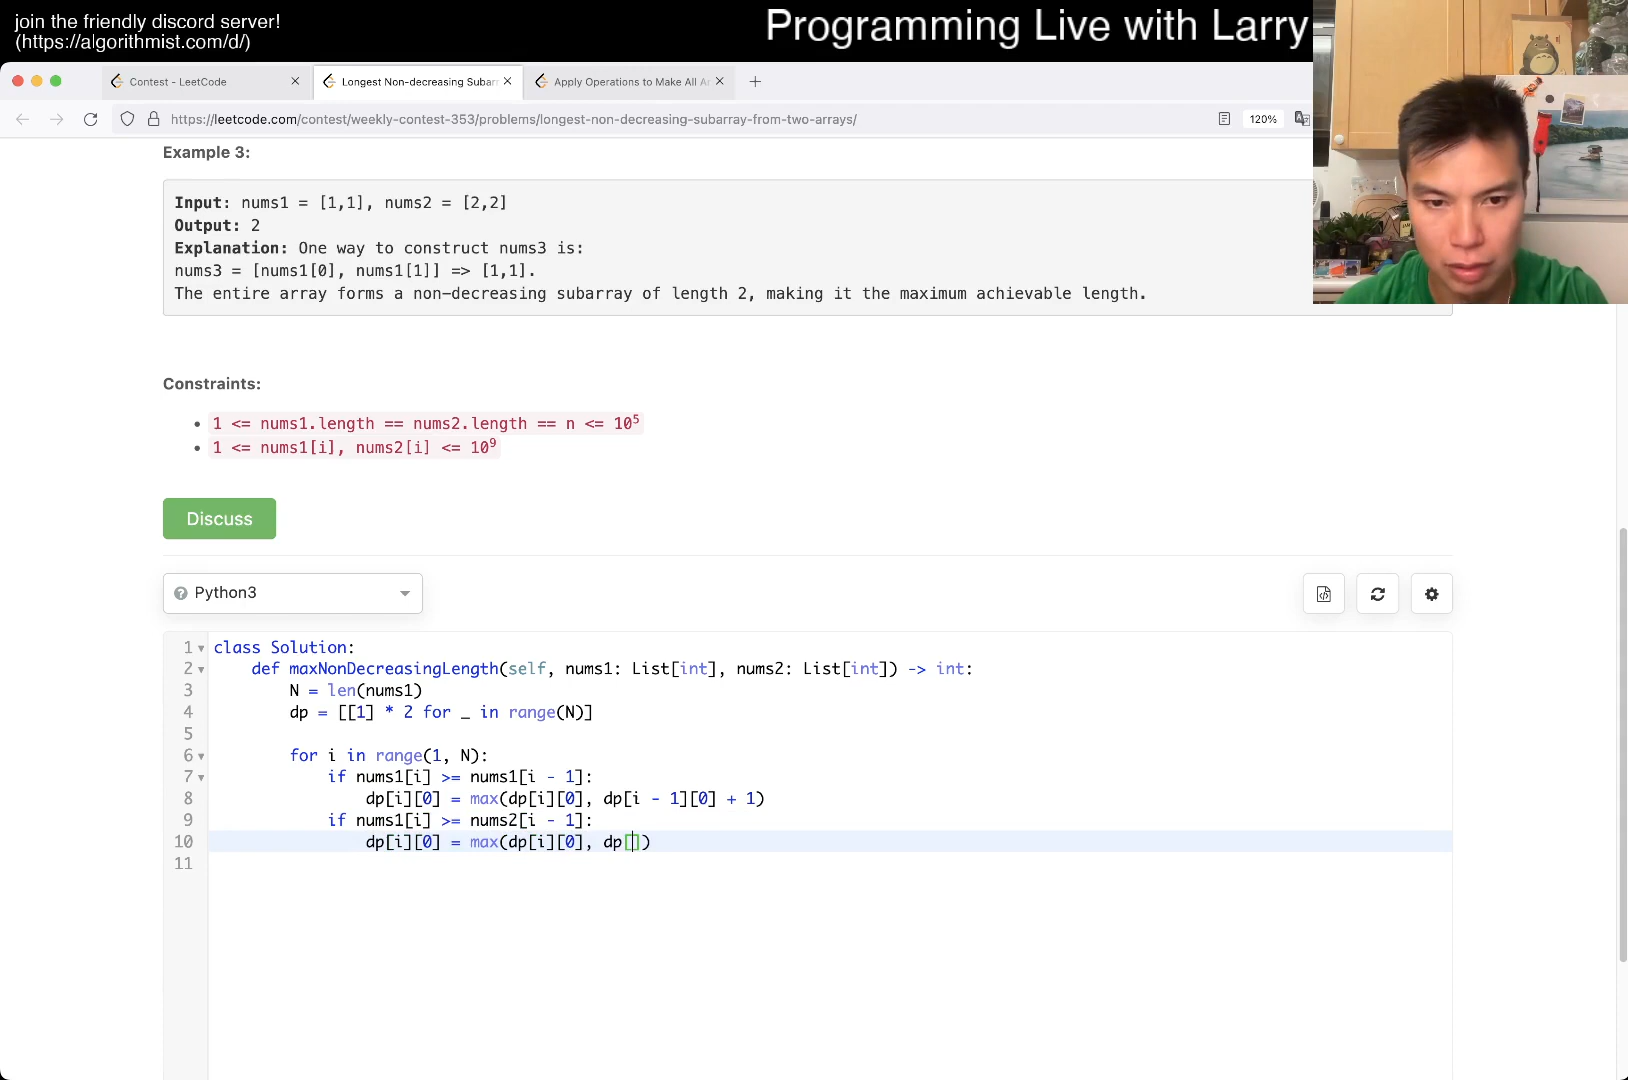 join the friendly discord server!
(https://algorithmist.com/d/)
Programming Live with Larry
Contest - LeetCode
Longest Non-decreasing Subarr
Apply Operations to Make All Ar
https://leetcode.com/contest/weekly-contest-353/problems/longest-non-decreasing-subarray-from-two-arrays/
120%
Example 3:
Input: nums1 = [1,1], nums2 = [2,2]
Output: 2
Explanation: One way to construct nums3 is:
nums3 = [nums1[0], nums1[1]] => [1,1].
The entire array forms a non-decreasing subarray of length 2, making it the maximum achievable length.
Constraints:
• 1 <= nums1.length == nums2.length == n <= 10⁵
• 1 <= nums1[i], nums2[i] <= 10⁹
Discuss
Python3
1 class Solution:
2     def maxNonDecreasingLength(self, nums1: List[int], nums2: List[int]) -> int:
3         N = len(nums1)
4         dp = [[1] * 2 for _ in range(N)]
5
6         for i in range(1, N):
7             if nums1[i] >= nums1[i - 1]:
8                 dp[i][0] = max(dp[i][0], dp[i - 1][0] + 1)
9             if nums1[i] >= nums2[i - 1]:
10                 dp[i][0] = max(dp[i][0], dp[])
11